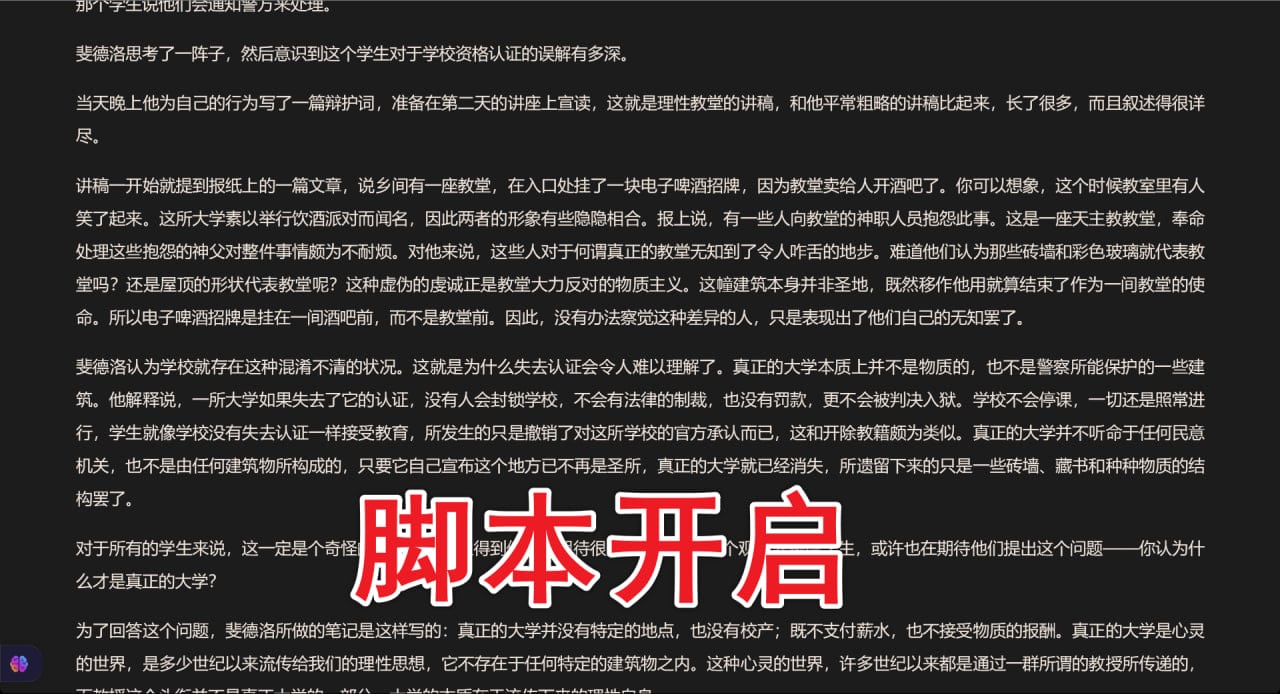 那个学生说他们会通知警方来处理。
斐德洛思考了一阵子，然后意识到这个学生对于学校资格认证的误解有多深。
当天晚上他为自己的行为写了一篇辩护词，准备在第二天的讲座上宣读，这就是理性教堂的讲稿，和他平常粗略的讲稿比起来，长了很多，而且叙述得很详
尽。
讲稿一开始就提到报纸上的一篇文章，说乡间有一座教堂，在入口处挂了一块电子啤酒招牌，因为教堂卖给人开酒吧了。你可以想象，这个时候教室里有人
笑了起来。这所大学素以举行饮酒派对而闻名，因此两者的形象有些隐隐相合。报上说，有一些人向教堂的神职人员抱怨此事。这是一座天主教教堂，奉命
处理这些抱怨的神父对整件事情颇为不耐烦。对他来说，这些人对于何谓真正的教堂无知到了令人咋舌的地步。难道他们认为那些砖墙和彩色玻璃就代表教
堂吗？还是屋顶的形状代表教堂呢？这种虚伪的虔诚正是教堂大力反对的物质主义。这幢建筑本身并非圣地，既然移作他用就算结束了作为一间教堂的使
命。所以电子啤酒招牌是挂在一间酒吧前，而不是教堂前。因此，没有办法察觉这种差异的人，只是表现出了他们自己的无知罢了。
斐德洛认为学校就存在这种混淆不清的状况。这就是为什么失去认证会令人难以理解了。真正的大学本质上并不是物质的，也不是警察所能保护的一些建
筑。他解释说，一所大学如果失去了它的认证，没有人会封锁学校，不会有法律的制裁，也没有罚款，更不会被判决入狱。学校不会停课，一切还是照常进
行，学生就像学校没有失去认证一样接受教育，所发生的只是撤销了对这所学校的官方承认而已，这和开除教籍颇为类似。真正的大学并不听命于任何民意
机关，也不是由任何建筑物所构成的，只要它自己宣布这个地方已不再是圣所，真正的大学就已经消失，所遗留下来的只是一些砖墙、藏书和种种物质的结
构罢了。
脚本开启
对于所有的学生来说，这一定是个奇怪 得到 待很 个观 生，或许也在期待他们提出这个问题——你认为什
么才是真正的大学？
为了回答这个问题，斐德洛所做的笔记是这样写的：真正的大学并没有特定的地点，也没有校产；既不支付薪水，也不接受物质的报酬。真正的大学是心灵
的世界，是多少世纪以来流传给我们的理性思想，它不存在于任何特定的建筑物之内。这种心灵的世界，许多世纪以来都是通过一群所谓的教授所传递的，